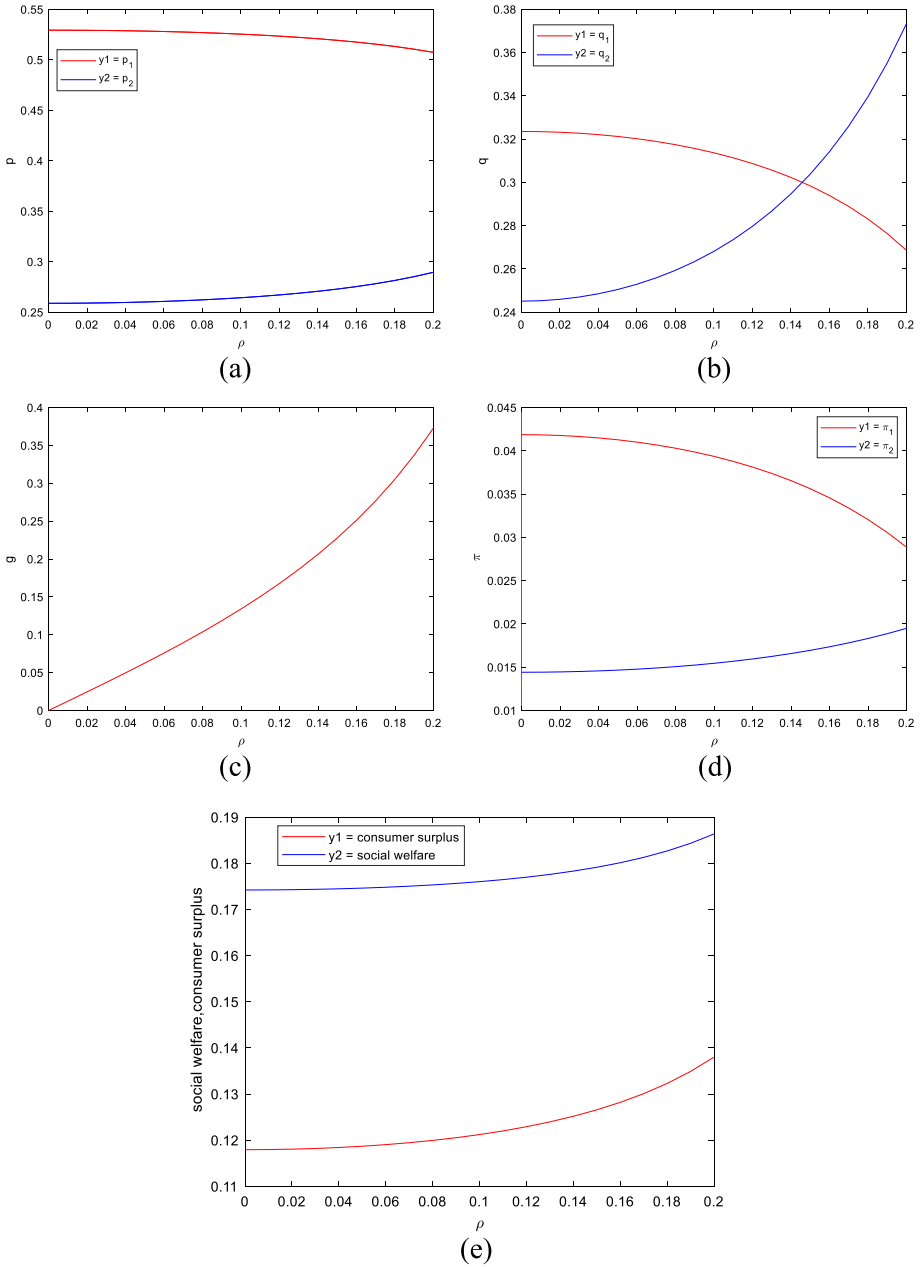 0.55
0.5
0.45
0.4
0.35
0.3
0.25
p
y1 = p1
y2 = p2
0 0.02 0.04 0.06 0.08 0.1 0.12 0.14 0.16 0.18 0.2
ρ
(a)
0.38
0.36
0.34
0.32
0.3
0.28
0.26
0.24
q
y1 = q1
y2 = q2
0 0.02 0.04 0.06 0.08 0.1 0.12 0.14 0.16 0.18 0.2
ρ
(b)
0.4
0.35
0.3
0.25
0.2
0.15
0.1
0.05
0
g
0 0.02 0.04 0.06 0.08 0.1 0.12 0.14 0.16 0.18 0.2
ρ
(c)
0.045
0.04
0.035
0.03
0.025
0.02
0.015
0.01
π
y1 = π1
y2 = π2
0 0.02 0.04 0.06 0.08 0.1 0.12 0.14 0.16 0.18 0.2
ρ
(d)
0.19
0.18
0.17
0.16
0.15
0.14
0.13
0.12
0.11
social welfare,consumer surplus
y1 = consumer surplus
y2 = social welfare
0 0.02 0.04 0.06 0.08 0.1 0.12 0.14 0.16 0.18 0.2
ρ
(e)